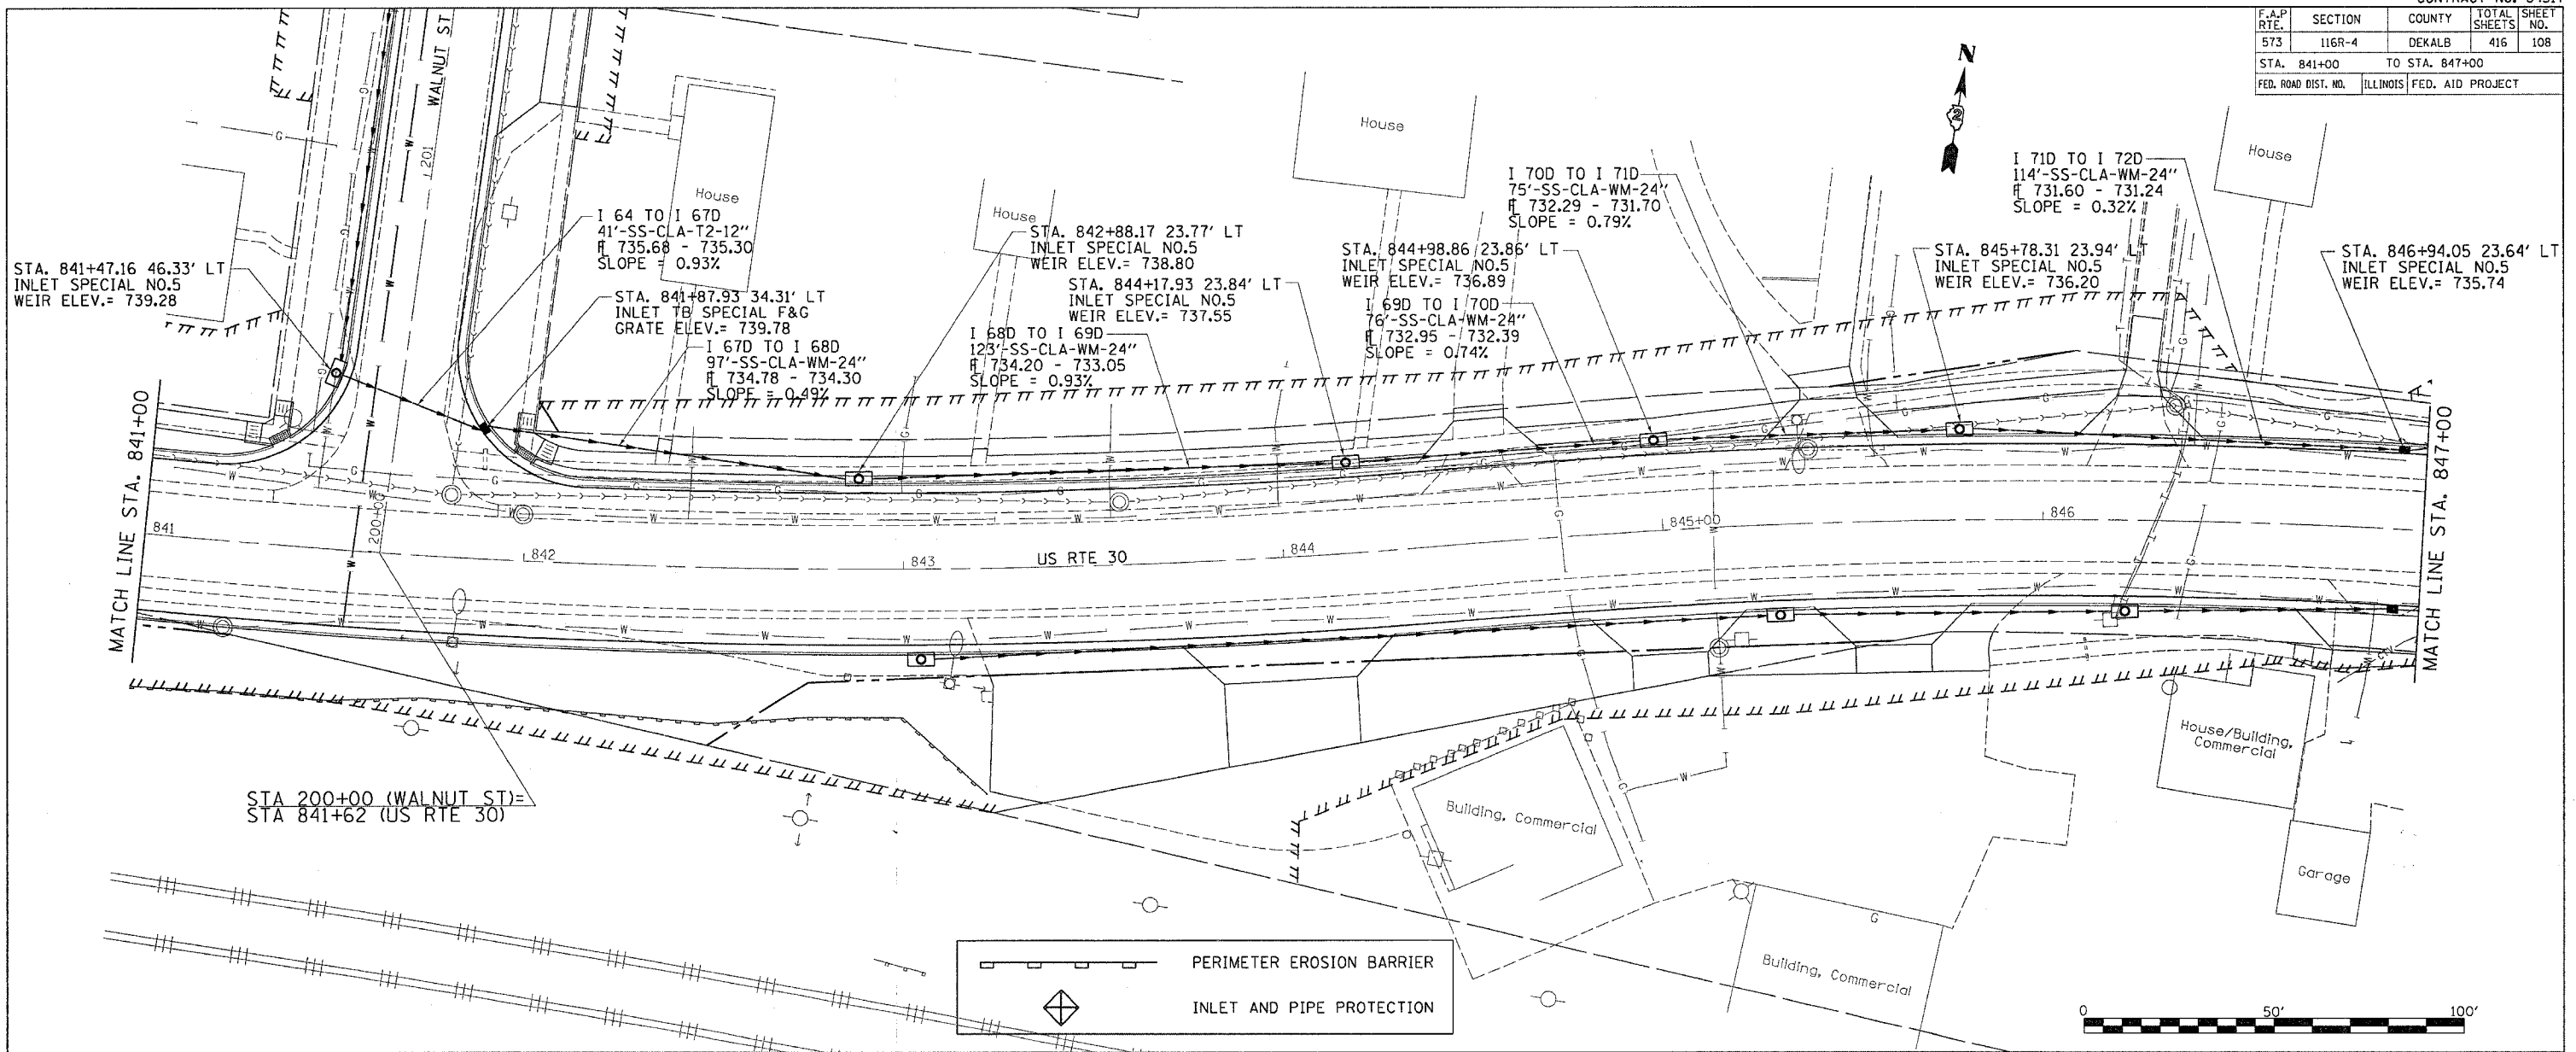 F.A.P RTE. SECTION COUNTY TOTAL SHEETS SHEET NO.
573 116R-4 DEKALB 416 108
STA. 841+00 TO STA. 847+00
FED. ROAD DIST. NO. ILLINOIS FED. AID PROJECT
N
2
WALNUT ST
201
House
House
House
House
STA. 841+47.16 46.33' LT
INLET SPECIAL NO.5
WEIR ELEV.= 739.28
I 64 TO I 67D
41'-SS-CLA-T2-12"
FL 735.68 - 735.30
SLOPE = 0.93%
STA. 841+87.93 34.31' LT
INLET TB SPECIAL F&G
GRATE ELEV.= 739.78
I 67D TO I 68D
97'-SS-CLA-WM-24"
FL 734.78 - 734.30
SLOPE = 0.49%
STA. 842+88.17 23.77' LT
INLET SPECIAL NO.5
WEIR ELEV.= 738.80
STA. 844+17.93 23.84' LT
INLET SPECIAL NO.5
WEIR ELEV.= 737.55
I 68D TO I 69D
123'-SS-CLA-WM-24"
FL 734.20 - 733.05
SLOPE = 0.93%
I 70D TO I 71D
75'-SS-CLA-WM-24"
FL 732.29 - 731.70
SLOPE = 0.79%
STA. 844+98.86 23.86' LT
INLET SPECIAL NO.5
WEIR ELEV.= 736.89
I 69D TO I 70D
76'-SS-CLA-WM-24"
FL 732.95 - 732.39
SLOPE = 0.74%
I 71D TO I 72D
114'-SS-CLA-WM-24"
FL 731.60 - 731.24
SLOPE = 0.32%
STA. 845+78.31 23.94' LT
INLET SPECIAL NO.5
WEIR ELEV.= 736.20
STA. 846+94.05 23.64' LT
INLET SPECIAL NO.5
WEIR ELEV.= 735.74
MATCH LINE STA. 841+00
MATCH LINE STA. 847+00
841
200+00
842
843
US RTE 30
844
845+00
846
STA 200+00 (WALNUT ST)=
STA 841+62 (US RTE 30)
House/Building,
Commercial
Building, Commercial
Garage
Building, Commercial
PERIMETER EROSION BARRIER
INLET AND PIPE PROTECTION
0 50' 100'